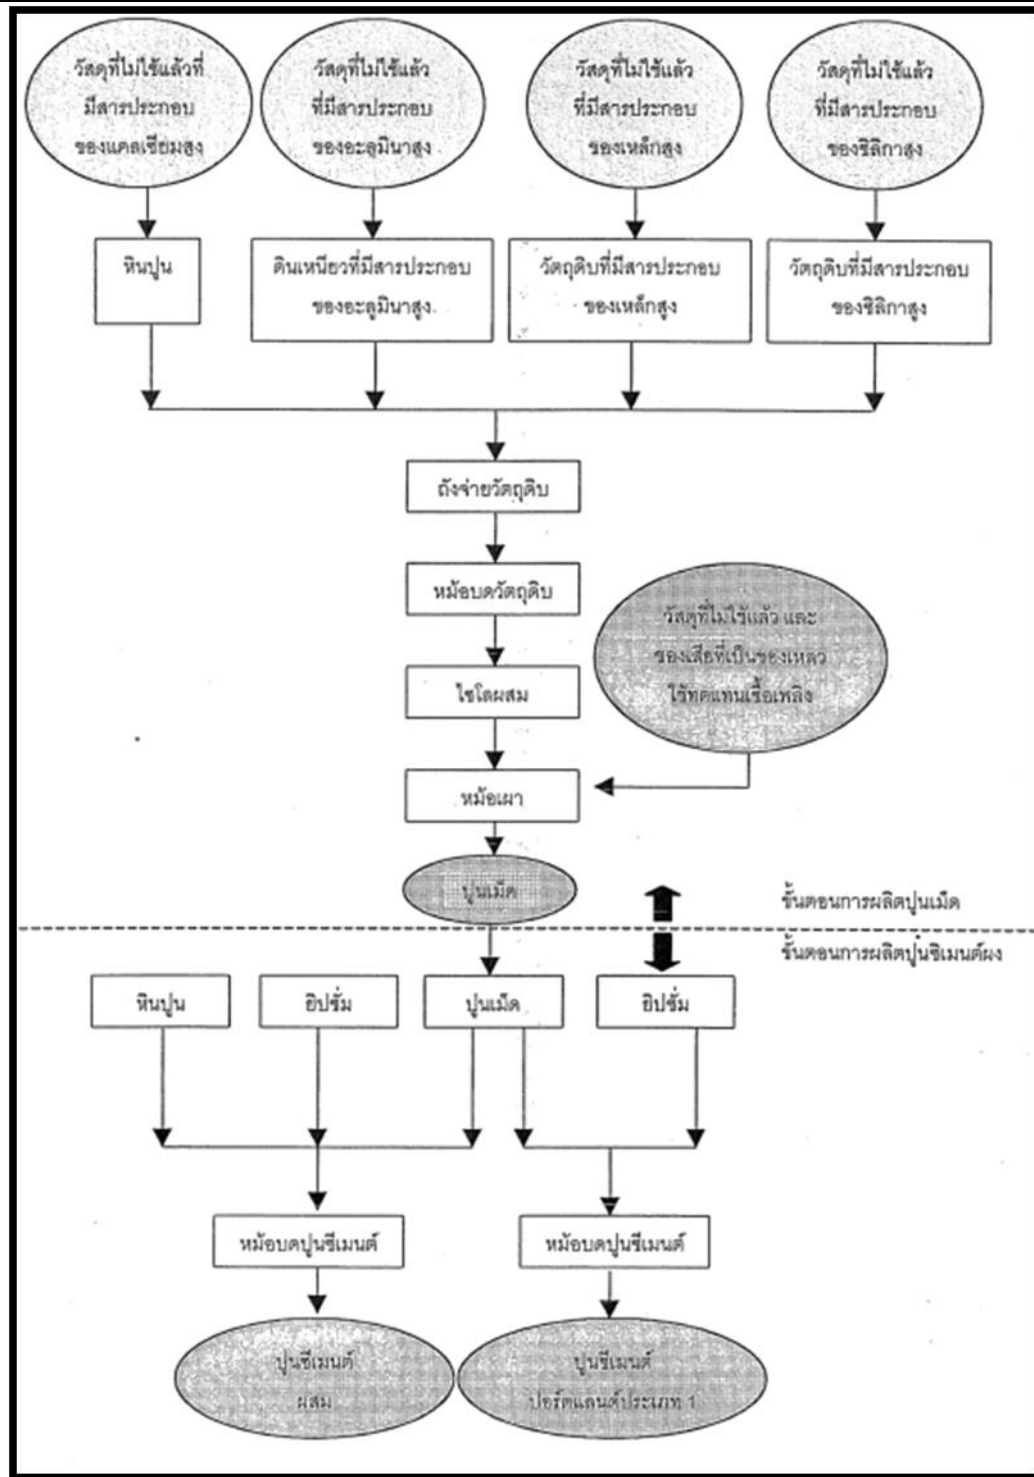 วัสดุที่ไม่ใช้แล้วที่
มีสารประกอบ
ของแคลเซียมสูง
วัสดุที่ไม่ใช้แล้ว
ที่มีสารประกอบ
ของอะลูมินาสูง
วัสดุที่ไม่ใช้แล้ว
ที่มีสารประกอบ
ของเหล็กสูง
วัสดุที่ไม่ใช้แล้ว
ที่มีสารประกอบ
ของซิลิกาสูง
หินปูน
ดินเหนียวที่มีสารประกอบ
ของอะลูมินาสูง
วัตถุดิบที่มีสารประกอบ
ของเหล็กสูง
วัตถุดิบที่มีสารประกอบ
ของซิลิกาสูง
ถังจ่ายวัตถุดิบ
หม้อบดวัตถุดิบ
วัสดุที่ไม่ใช้แล้ว และ
ของเสียที่เป็นของเหลว
ใช้ทดแทนเชื้อเพลิง
ไซโลผสม
หม้อเผา
ปูนเม็ด
ขั้นตอนการผลิตปูนเม็ด
ขั้นตอนการผลิตปูนซิเมนต์ผง
หินปูน
ยิปซั่ม
ปูนเม็ด
ยิปซั่ม
หม้อบดปูนซีเมนต์
หม้อบดปูนซีเมนต์
ปูนซีเมนต์
ผสม
ปูนซีเมนต์
ปอร์ตแลนด์ประเภท 1